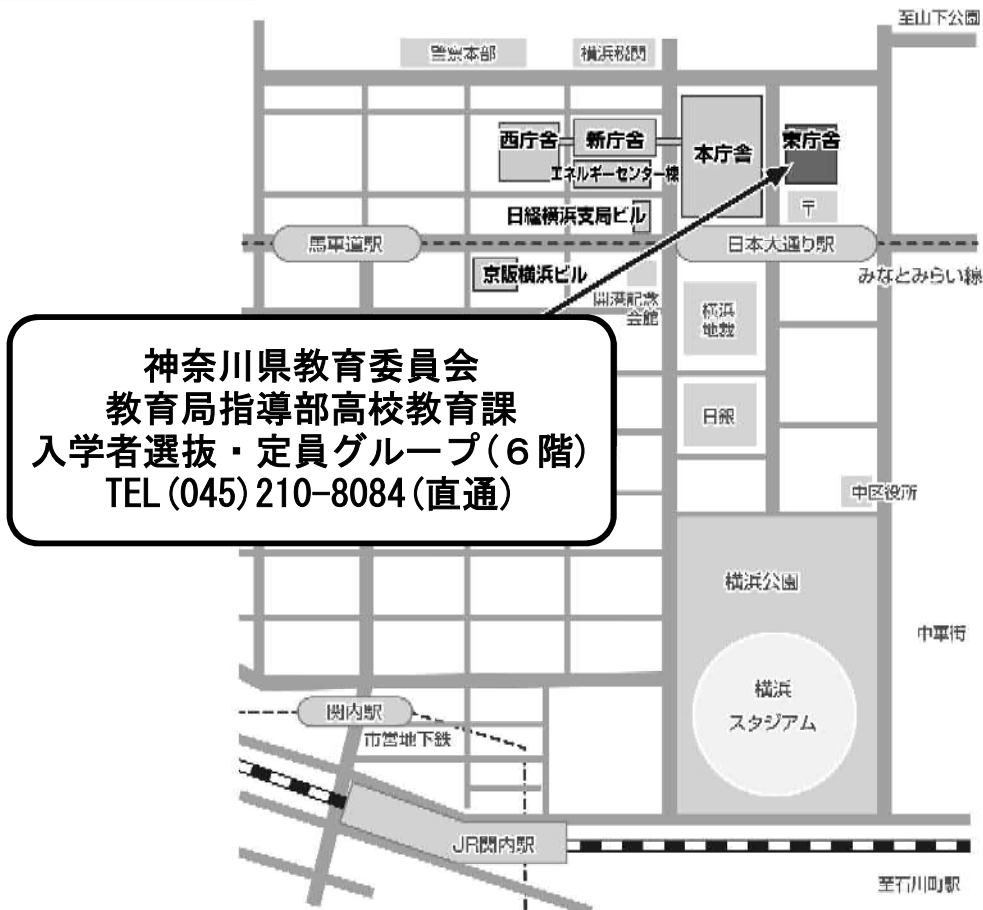 至山下公園
警察本部
横浜税関
西庁舎
新庁舎
本庁舎
東庁舎
エネルギーセンター棟
日経横浜支局ビル
〒
馬車道駅
日本大通り駅
みなとみらい線
京阪横浜ビル
開港記念
会館
横浜
地裁
神奈川県教育委員会
教育局指導部高校教育課
入学者選抜・定員グループ(６階)
TEL(045)210-8084(直通)
日銀
中区役所
横浜公園
中華街
横浜
スタジアム
関内駅
市営地下鉄
JR関内駅
至石川町駅